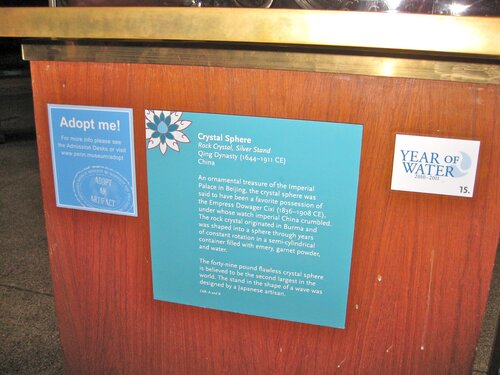 Adopt me!
For more info please see
the Admission Desks or visit
www.penn.museum/adopt
ADOPT
AN
ARTIFACT
Crystal Sphere
Rock Crystal, Silver Stand
Qing Dynasty (1644–1911 CE)
China
An ornamental treasure of the Imperial
Palace in Beijing, the crystal sphere was
said to have been a favorite possession of
the Empress Dowager Cixi (1836–1908 CE),
under whose watch imperial China crumbled.
The rock crystal originated in Burma and
was shaped into a sphere through years
of constant rotation in a semi-cylindrical
container filled with emery, garnet powder,
and water.
The forty-nine pound flawless crystal sphere
is believed to be the second largest in the
world. The stand in the shape of a wave was
designed by a Japanese artisan.
YEAR OF
WATER
2010–2011
15.